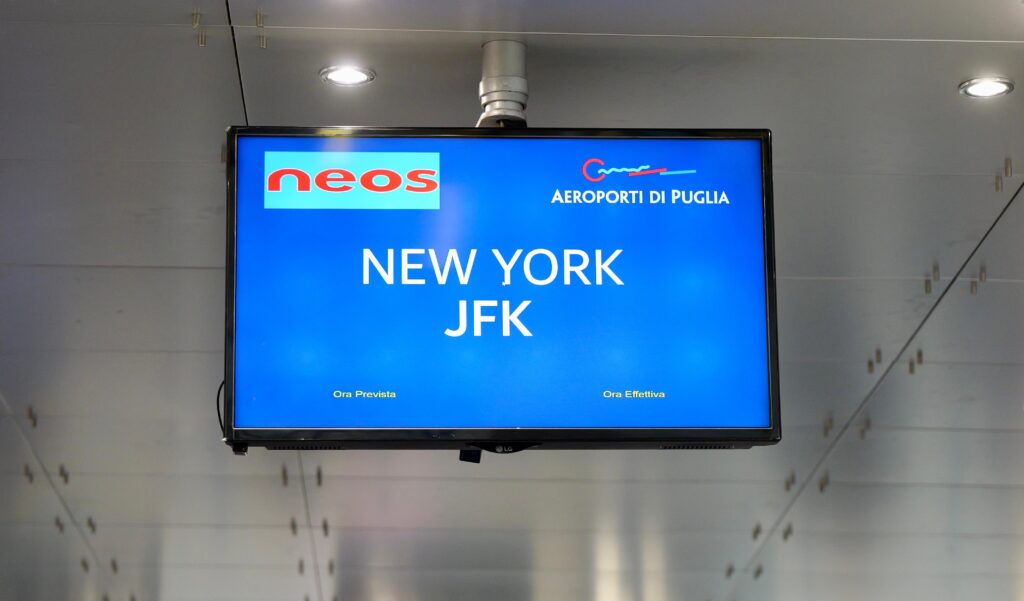 neos
AEROPORTI DI PUGLIA
NEW YORK
JFK
Ora Prevista
Ora Effettiva
LG